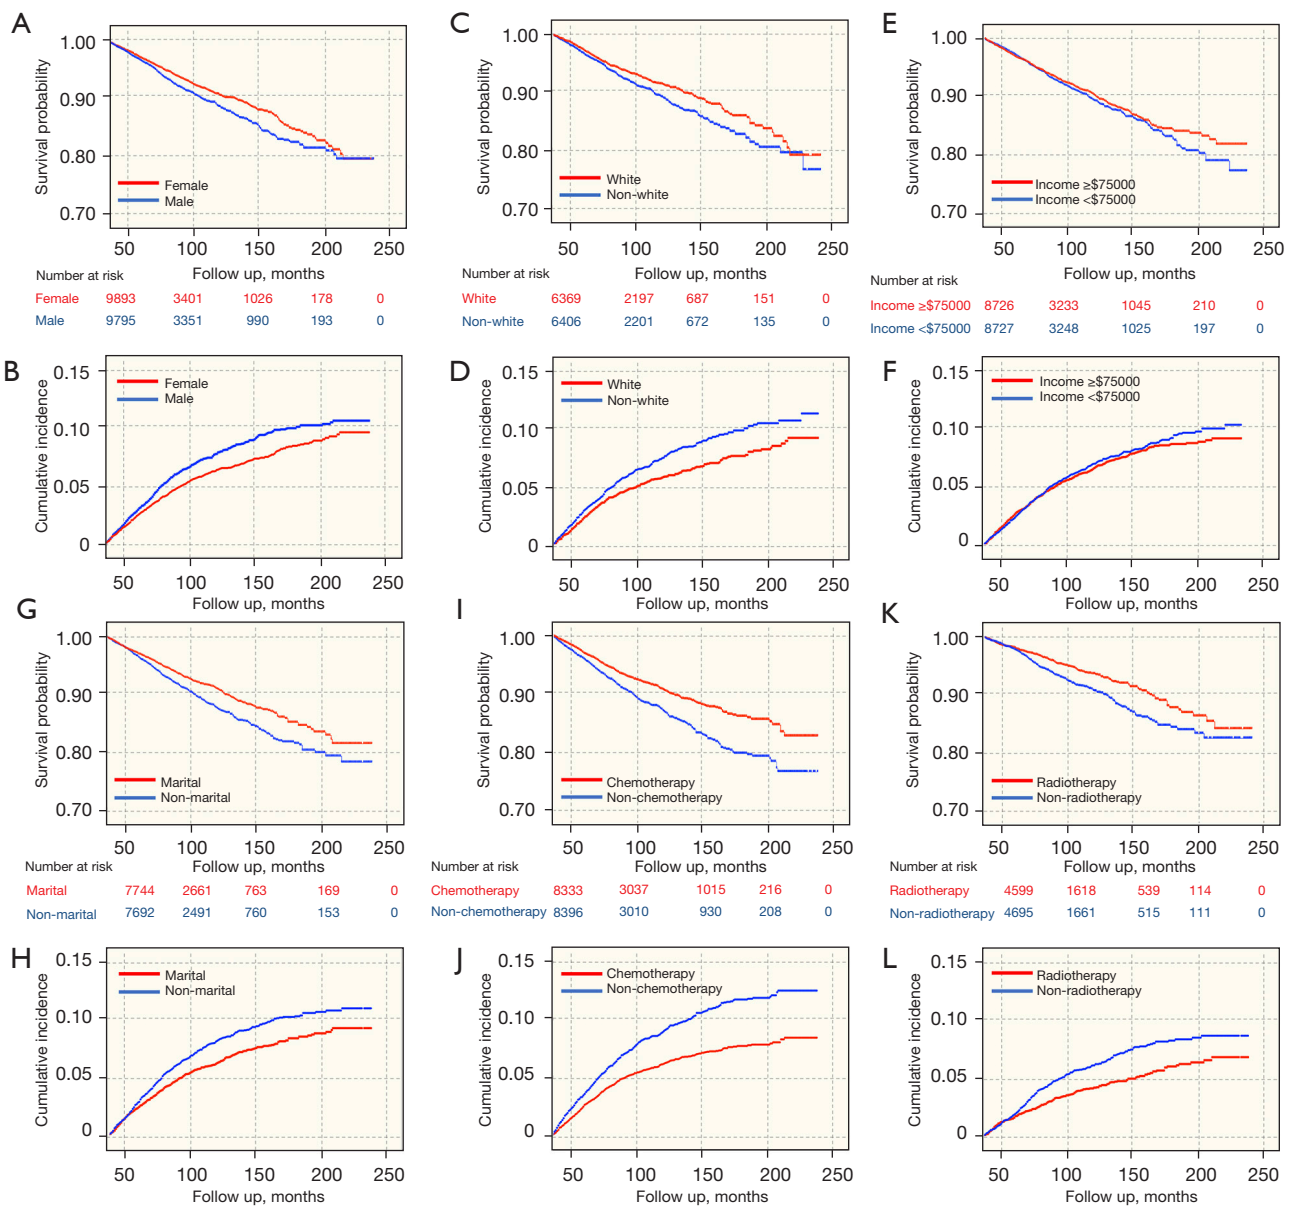 A
Survival probability
1.00
0.90
0.80
0.70
Female
Male
50 100 150 200 250
Follow up, months
Number at risk
Female 9893 3401 1026 178 0
Male 9795 3351 990 193 0
C
Survival probability
1.00
0.90
0.80
0.70
White
Non-white
50 100 150 200 250
Follow up, months
Number at risk
White 6369 2197 687 151 0
Non-white 6406 2201 672 135 0
E
Survival probability
1.00
0.90
0.80
0.70
Income ≥$75000
Income <$75000
50 100 150 200 250
Follow up, months
Number at risk
Income ≥$75000 8726 3233 1045 210 0
Income <$75000 8727 3248 1025 197 0
B
Cumulative incidence
0.15
0.10
0.05
0
Female
Male
50 100 150 200 250
Follow up, months
D
Cumulative incidence
0.15
0.10
0.05
0
White
Non-white
50 100 150 200 250
Follow up, months
F
Cumulative incidence
0.15
0.10
0.05
0
Income ≥$75000
Income <$75000
50 100 150 200 250
Follow up, months
G
Survival probability
1.00
0.90
0.80
0.70
Marital
Non-marital
50 100 150 200 250
Follow up, months
Number at risk
Marital 7744 2661 763 169 0
Non-marital 7692 2491 760 153 0
I
Survival probability
1.00
0.90
0.80
0.70
Chemotherapy
Non-chemotherapy
50 100 150 200 250
Follow up, months
Number at risk
Chemotherapy 8333 3037 1015 216 0
Non-chemotherapy 8396 3010 930 208 0
K
Survival probability
1.00
0.90
0.80
0.70
Radiotherapy
Non-radiotherapy
50 100 150 200 250
Follow up, months
Number at risk
Radiotherapy 4599 1618 539 114 0
Non-radiotherapy 4695 1661 515 111 0
H
Cumulative incidence
0.15
0.10
0.05
0
Marital
Non-marital
50 100 150 200 250
Follow up, months
J
Cumulative incidence
0.15
0.10
0.05
0
Chemotherapy
Non-chemotherapy
50 100 150 200 250
Follow up, months
L
Cumulative incidence
0.15
0.10
0.05
0
Radiotherapy
Non-radiotherapy
50 100 150 200 250
Follow up, months